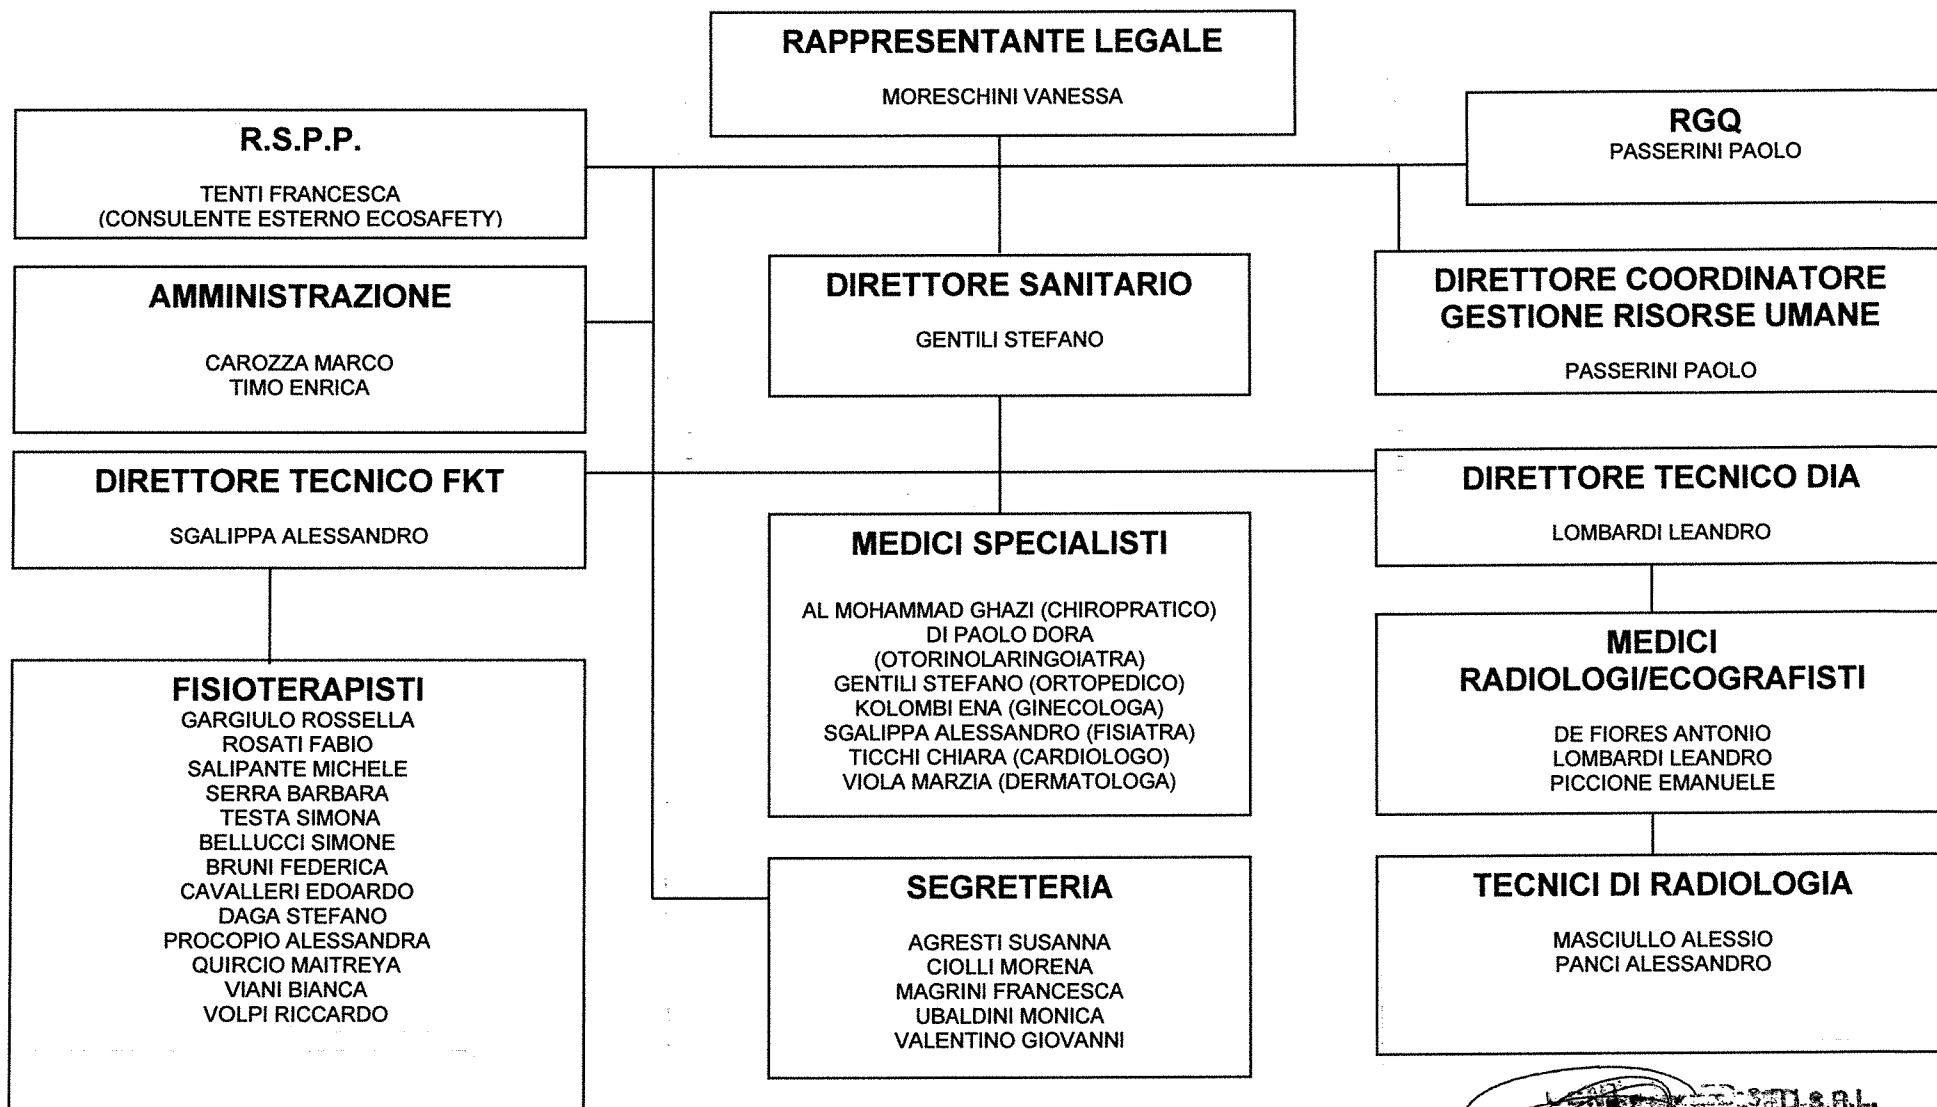 RAPPRESENTANTE LEGALE
MORESCHINI VANESSA
R.S.P.P.
TENTI FRANCESCA
(CONSULENTE ESTERNO ECOSAFETY)
RGQ
PASSERINI PAOLO
AMMINISTRAZIONE
CAROZZA MARCO
TIMO ENRICA
DIRETTORE SANITARIO
GENTILI STEFANO
DIRETTORE COORDINATORE
GESTIONE RISORSE UMANE
PASSERINI PAOLO
DIRETTORE TECNICO FKT
SGALIPPA ALESSANDRO
MEDICI SPECIALISTI
AL MOHAMMAD GHAZI (CHIROPRATICO)
DI PAOLO DORA
(OTORINOLARINGOIATRA)
GENTILI STEFANO (ORTOPEDICO)
KOLOMBI ENA (GINECOLOGA)
SGALIPPA ALESSANDRO (FISIATRA)
TICCHI CHIARA (CARDIOLOGO)
VIOLA MARZIA (DERMATOLOGA)
DIRETTORE TECNICO DIA
LOMBARDI LEANDRO
FISIOTERAPISTI
GARGIULO ROSSELLA
ROSATI FABIO
SALIPANTE MICHELE
SERRA BARBARA
TESTA SIMONA
BELLUCCI SIMONE
BRUNI FEDERICA
CAVALLERI EDOARDO
DAGA STEFANO
PROCOPIO ALESSANDRA
QUIRCIO MAITREYA
VIANI BIANCA
VOLPI RICCARDO
MEDICI
RADIOLOGI/ECOGRAFISTI
DE FIORES ANTONIO
LOMBARDI LEANDRO
PICCIONE EMANUELE
SEGRETERIA
AGRESTI SUSANNA
CIOLLI MORENA
MAGRINI FRANCESCA
UBALDINI MONICA
VALENTINO GIOVANNI
TECNICI DI RADIOLOGIA
MASCIULLO ALESSIO
PANCI ALESSANDRO
S.R.L.